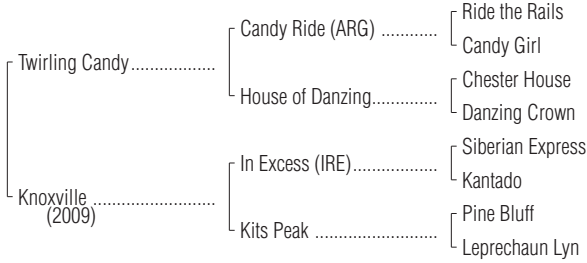 Ride the Rails
Candy Ride (ARG) ............
Candy Girl
Twirling Candy..................
Chester House
House of Danzing..............
Danzing Crown
Siberian Express
In Excess (IRE)..................
Kantado
Knoxville ..........................
(2009)
Pine Bluff
Kits Peak ..........................
Leprechaun Lyn